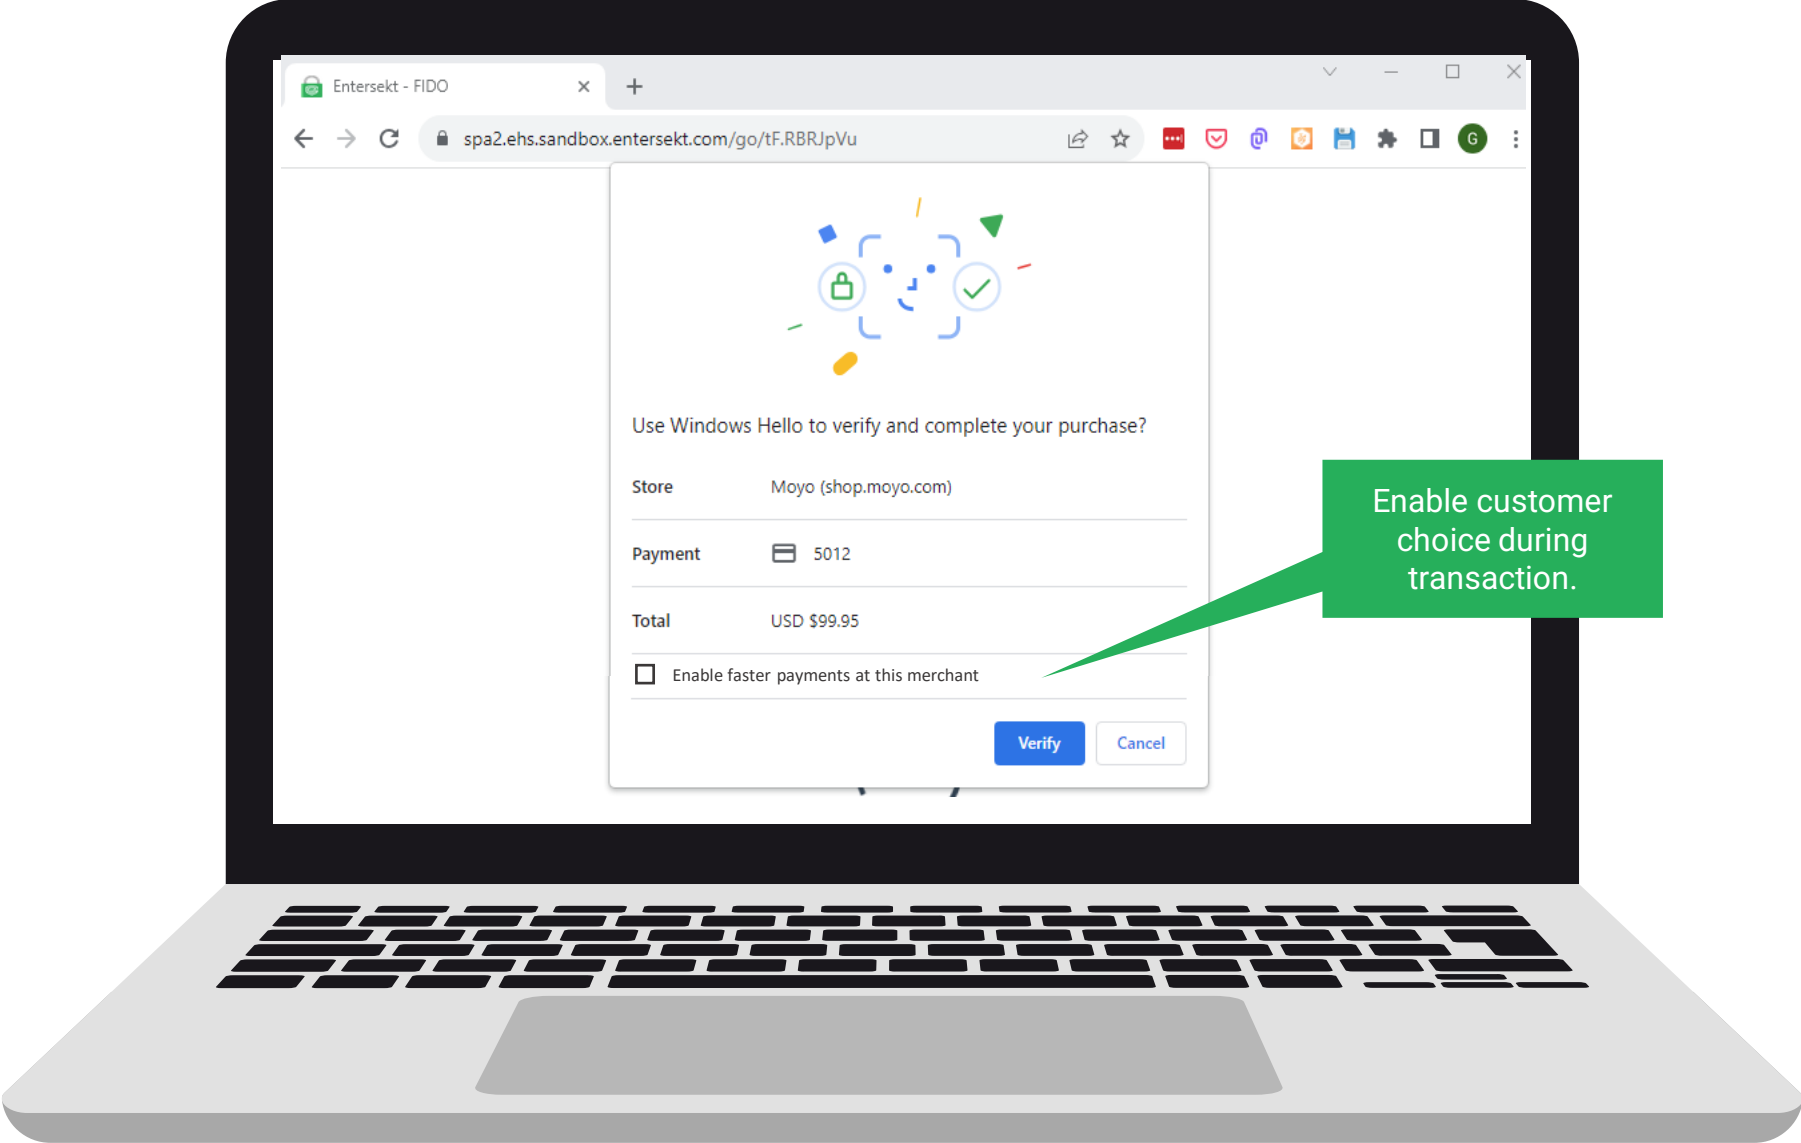 Entersekt - FIDO
spa2.ehs.sandbox.entersekt.com/go/tF.RBRJpVu
G
Use Windows Hello to verify and complete your purchase?
Store Moyo (shop.moyo.com)
Payment 5012
Total USD $99.95
Enable faster payments at this merchant
Verify Cancel
Enable customer
choice during
transaction.